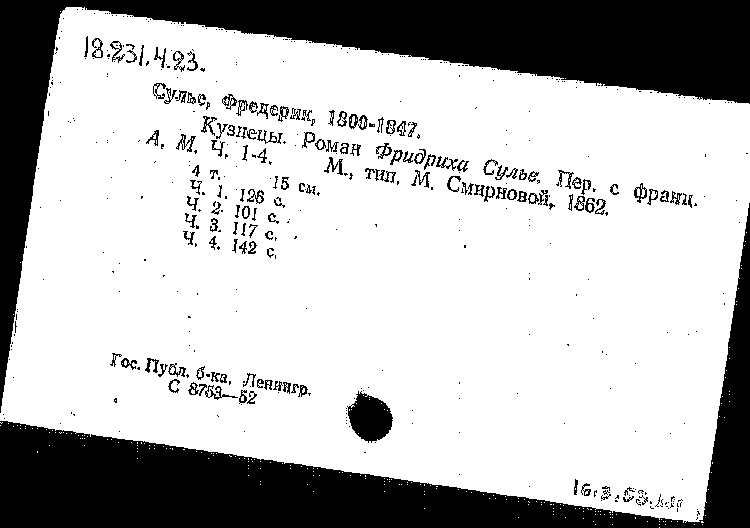 18.231.4.23.
Сулье, Фредерик, 1800-1847.
Кузнецы. Роман Фридриха Сулье. Пер. с франц.
А. М. Ч. 1-4. М., тип. М. Смирновой, 1862.
4 т. 15 см.
Ч. 1. 126 с.
Ч. 2. 101 с.
Ч. 3. 117 с.
Ч. 4. 142 с.
Гос. Публ. б-ка. Ленингр.
С 8753—52
16.3.53.